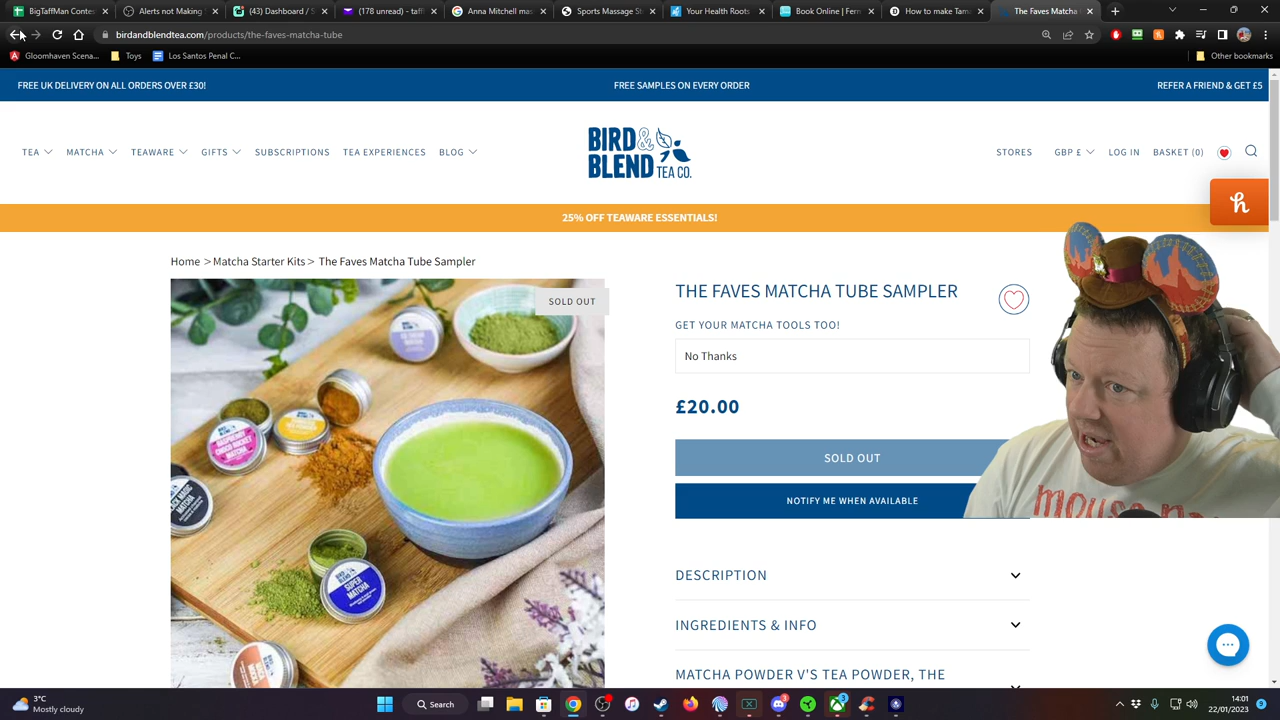 BigTaffMan Content
Alerts not Making
(43) Dashboard / S
(178 unread) - taffe
Anna Mitchell mas
Sports Massage St
Your Health Roots
Book Online | Fern
How to make Tama
The Faves Matcha
birdandblendtea.com/products/the-faves-matcha-tube
Gloomhaven Scena...
Toys
Los Santos Penal C...
Other bookmarks
FREE UK DELIVERY ON ALL ORDERS OVER £30!
FREE SAMPLES ON EVERY ORDER
REFER A FRIEND & GET £5
TEA
MATCHA
TEAWARE
GIFTS
SUBSCRIPTIONS
TEA EXPERIENCES
BLOG
BIRD &
BLEND TEA CO.
STORES
GBP £
LOG IN
BASKET (0)
25% OFF TEAWARE ESSENTIALS!
Home > Matcha Starter Kits > The Faves Matcha Tube Sampler
SOLD OUT
SUPER
MATCHA
THE FAVES MATCHA TUBE SAMPLER
GET YOUR MATCHA TOOLS TOO!
No Thanks
£20.00
SOLD OUT
NOTIFY ME WHEN AVAILABLE
DESCRIPTION
INGREDIENTS & INFO
MATCHA POWDER V'S TEA POWDER, THE
3°C
Mostly cloudy
Search
14:01
22/01/2023